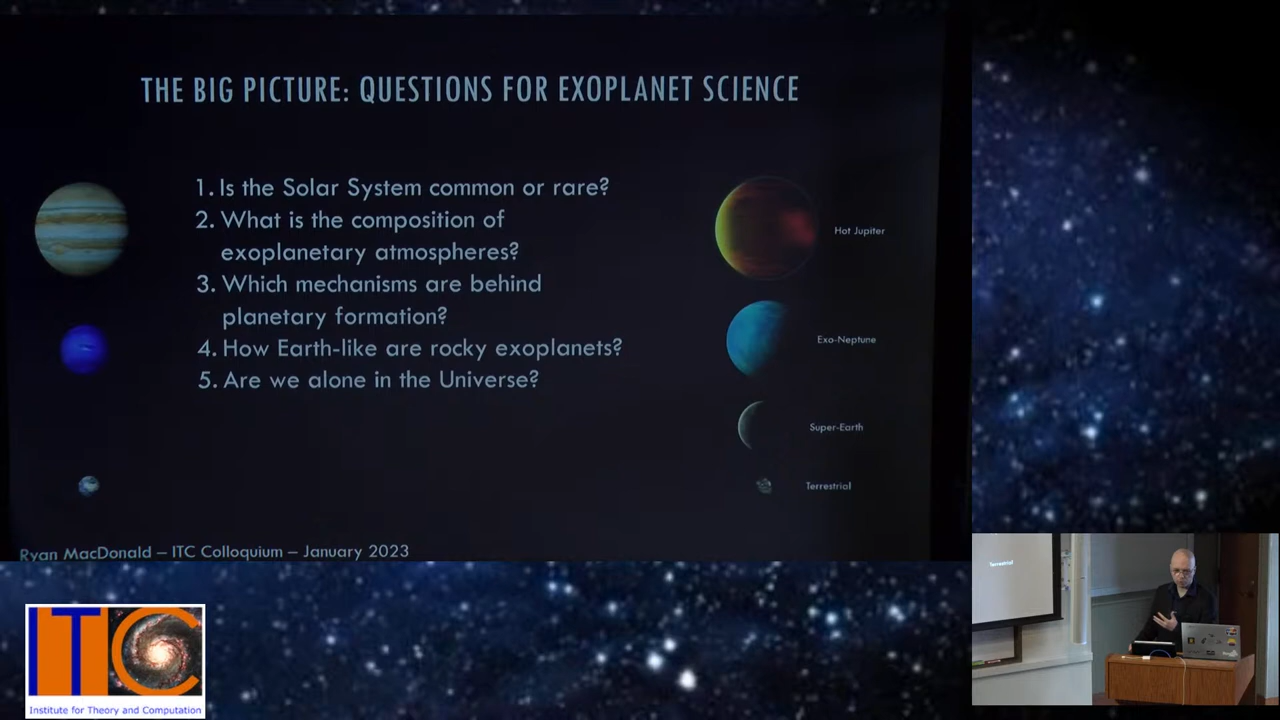 THE BIG PICTURE: QUESTIONS FOR EXOPLANET SCIENCE
1. Is the Solar System common or rare?
2. What is the composition of
exoplanetary atmospheres?
3. Which mechanisms are behind
planetary formation?
4. How Earth-like are rocky exoplanets?
5. Are we alone in the Universe?
Hot Jupiter
Exo-Neptune
Super-Earth
Terrestrial
Ryan MacDonald – ITC Colloquium – January 2023
ITC
Institute for Theory and Computation
Terrestrial